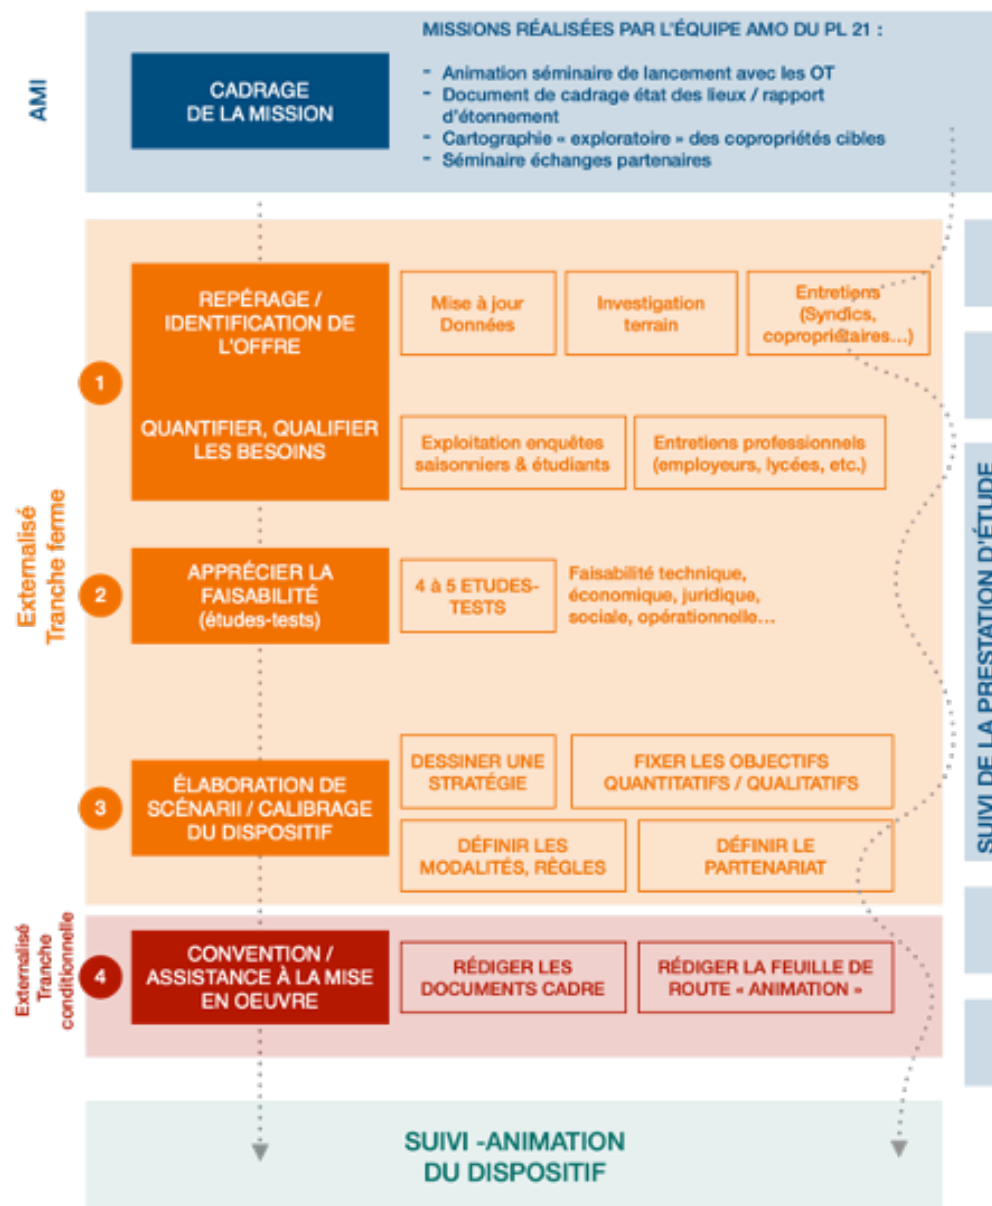 AMI
CADRAGE
DE LA MISSION
MISSIONS RÉALISÉES PAR L'ÉQUIPE AMO DU PL 21 :
- Animation séminaire de lancement avec les OT
- Document de cadrage état des lieux / rapport
d'étonnement
- Cartographie « exploratoire » des copropriétés cibles
- Séminaire échanges partenaires
Externalisé
Tranche ferme
1
REPÉRAGE /
IDENTIFICATION DE
L'OFFRE
Mise à jour
Données
Investigation
terrain
Entretiens
(Syndics,
copropriétaires...)
QUANTIFIER, QUALIFIER
LES BESOINS
Exploitation enquêtes
saisonniers & étudiants
Entretiens professionnels
(employeurs, lycées, etc.)
2
APPRÉCIER LA
FAISABILITÉ
(études-tests)
4 à 5 ETUDES-
TESTS
Faisabilité technique,
économique, juridique,
sociale, opérationnelle...
3
ÉLABORATION DE
SCÉNARII / CALIBRAGE
DU DISPOSITIF
DESSINER UNE
STRATÉGIE
FIXER LES OBJECTIFS
QUANTITATIFS / QUALITATIFS
DÉFINIR LES
MODALITÉS, RÈGLES
DÉFINIR LE
PARTENARIAT
SUIVI DE LA PRESTATION D'ÉTUDE
Externalisé
Tranche
conditionnelle
4
CONVENTION /
ASSISTANCE À LA MISE
EN OEUVRE
RÉDIGER LES
DOCUMENTS CADRE
RÉDIGER LA FEUILLE DE
ROUTE « ANIMATION »
SUIVI -ANIMATION
DU DISPOSITIF